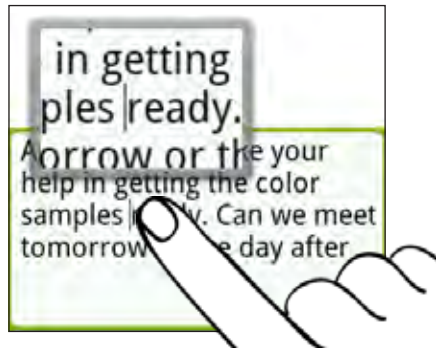 in getting
ples ready.
orrow or th
your
help in getting the color
samples Can we meet
tomorrow day after